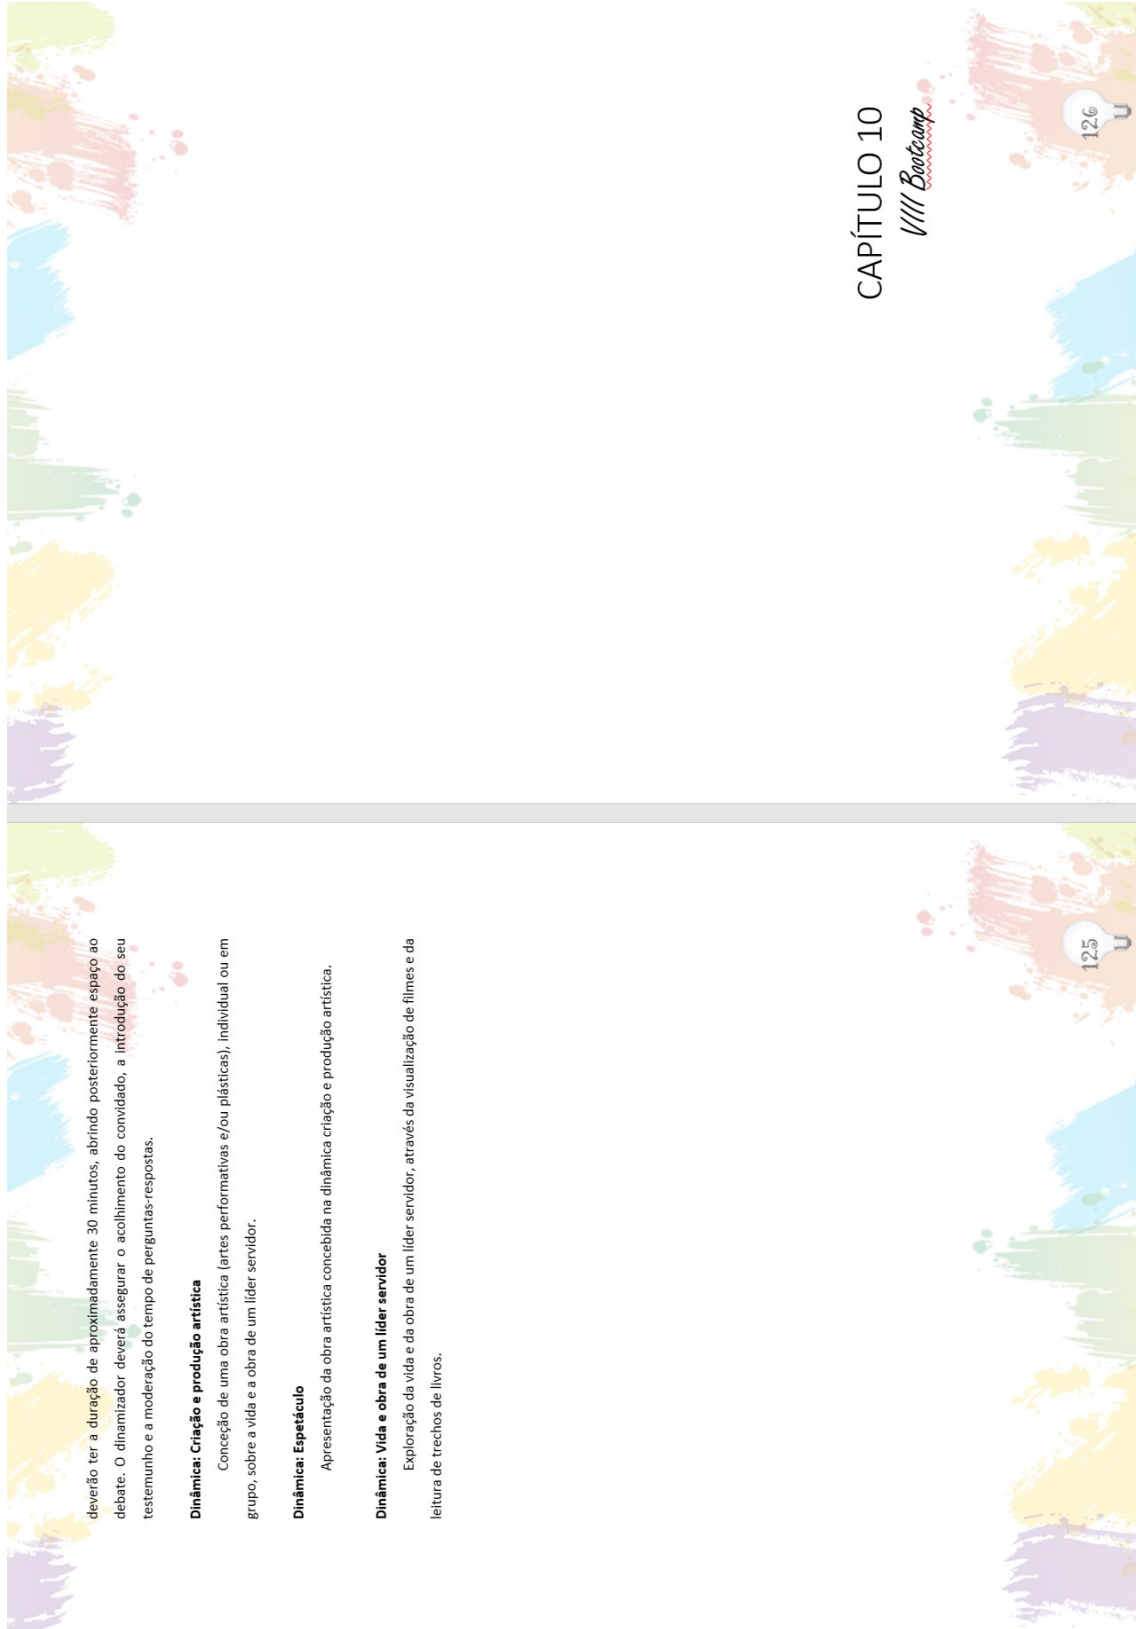 deverão ter a duração de aproximadamente 30 minutos, abrindo posteriormente espaço ao
debate. O dinamizador deverá assegurar o acolhimento do convidado, a introdução do seu
testemunho e a moderação do tempo de perguntas-respostas.
Dinâmica: Criação e produção artística
Conceção de uma obra artística (artes performativas e/ou plásticas), individual ou em
grupo, sobre a vida e a obra de um líder servidor.
Dinâmica: Espetáculo
Apresentação da obra artística concebida na dinâmica criação e produção artística.
Dinâmica: Vida e obra de um líder servidor
Exploração da vida e da obra de um líder servidor, através da visualização de filmes e da
leitura de trechos de livros.
125
CAPÍTULO 10
VIII Bootcamp
126